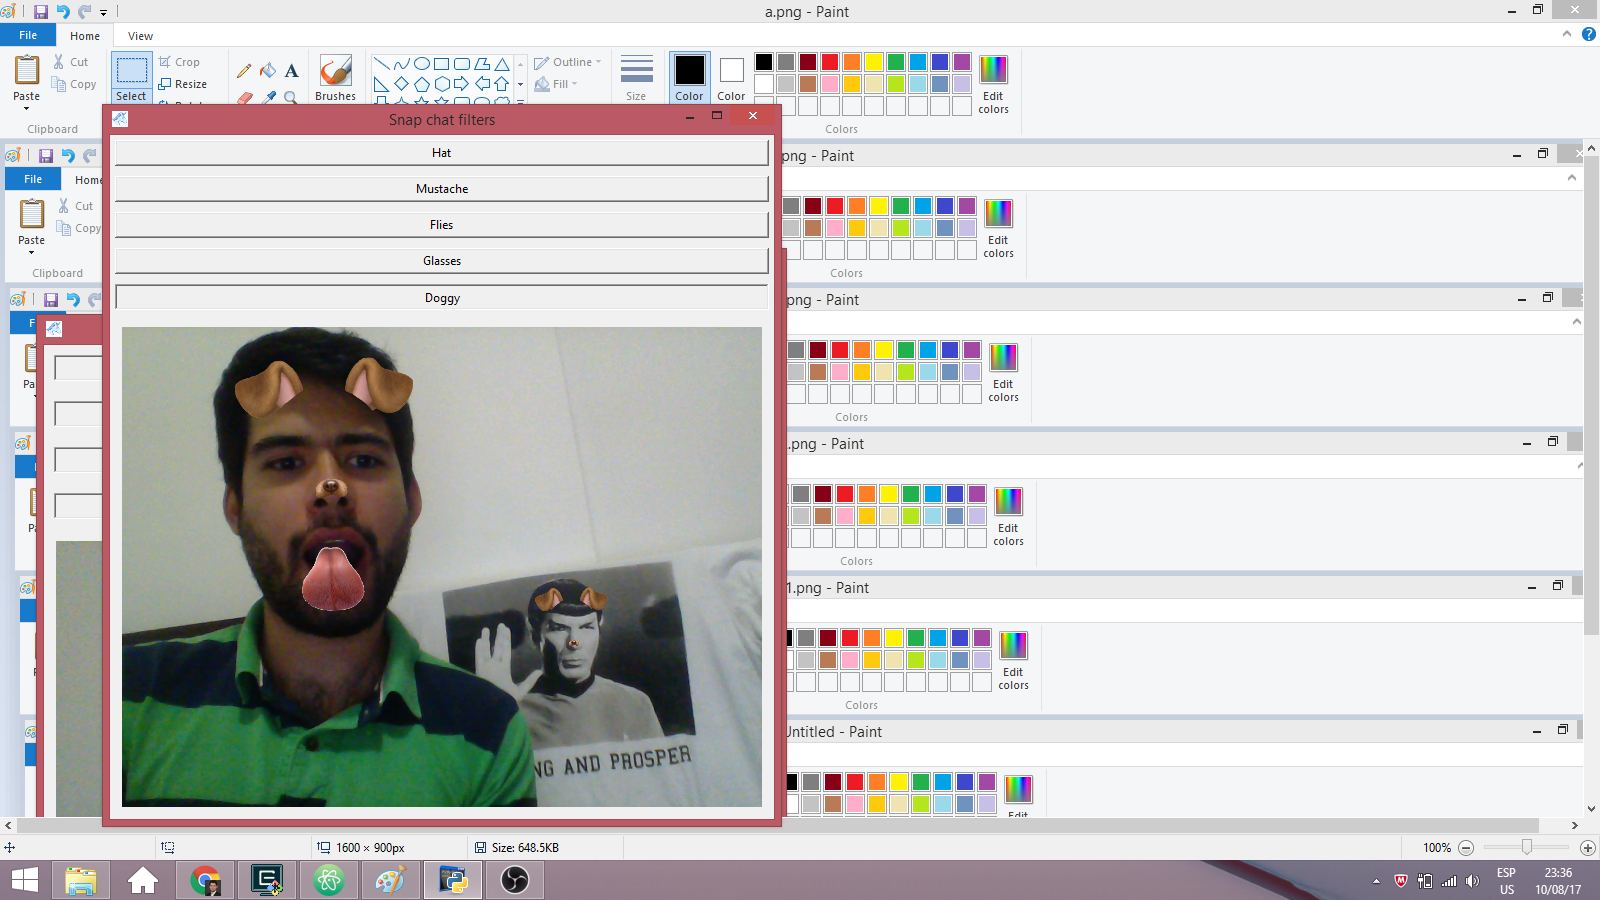 a.png - Paint
File
Home
View
Paste
Cut
Copy
Clipboard
Select
Crop
Resize
Brushes
Outline
Fill
Size
Color
Color
Edit
colors
Colors
Snap chat filters
Hat
Mustache
Flies
Glasses
Doggy
NG AND PROSPER
File
Home
Paste
Cut
Copy
Clipboard
png - Paint
Edit
colors
Colors
png - Paint
Edit
colors
Colors
.png - Paint
Edit
colors
Colors
1.png - Paint
Edit
colors
Colors
Untitled - Paint
Edit
1600 × 900px
Size: 648.5KB
100%
ESP
US
23:36
10/08/17